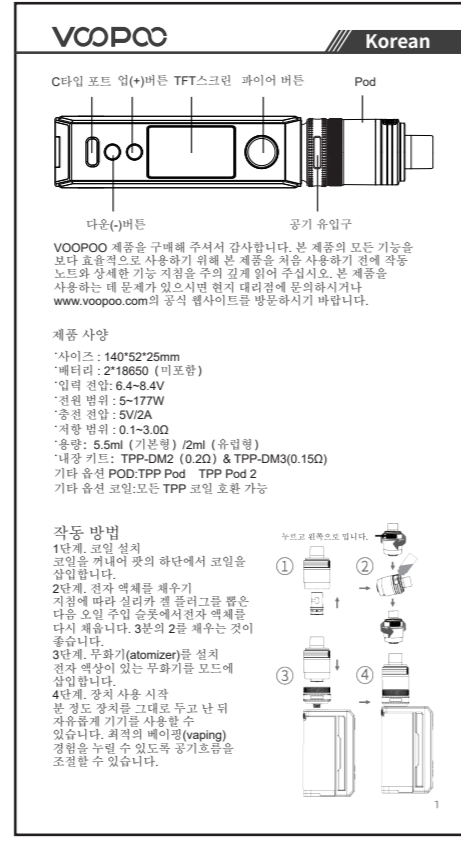 VOOPOO
Korean
C타입 포트 업(+)버튼 TFT스크린 파이어 버튼 Pod
다운(-)버튼 공기 유입구
VOOPOO 제품을 구매해 주셔서 감사합니다. 본 제품의 모든 기능을
보다 효율적으로 사용하기 위해 본 제품을 처음 사용하기 전에 작동
노트와 상세한 기능 지침을 주의 깊게 읽어 주십시오. 본 제품을
사용하는 데 문제가 있으시면 현지 대리점에 문의하시거나
www.voopoo.com의 공식 웹사이트를 방문하시기 바랍니다.
제품 사양
·사이즈 : 140*52*25mm
·배터리 : 2*18650 (미포함)
·입력 전압: 6.4~8.4V
·전원 범위 : 5~177W
·충전 전압 : 5V/2A
·저항 범위 : 0.1~3.0Ω
·용량: 5.5ml (기본형) /2ml (유럽형)
·내장 키트: TPP-DM2 (0.2Ω) & TPP-DM3(0.15Ω)
기타 옵션 POD:TPP Pod TPP Pod 2
기타 옵션 코일:모든 TPP 코일 호환 가능
작동 방법
1단계. 코일 설치
코일을 꺼내어 팟의 하단에서 코일을
삽입합니다.
2단계. 전자 액체를 채우기
지침에 따라 실리카 겔 플러그를 뽑은
다음 오일 주입 슬롯에서전자 액체를
다시 채웁니다. 3분의 2를 채우는 것이
좋습니다.
3단계. 무화기(atomizer)를 설치
전자 액상이 있는 무화기를 모드에
삽입합니다.
4단계. 장치 사용 시작
분 정도 장치를 그대로 두고 난 뒤
자유롭게 기기를 사용할 수
있습니다. 최적의 베이핑(vaping)
경험을 누릴 수 있도록 공기흐름을
조절할 수 있습니다.
누르고 왼쪽으로 밉니다.
①
②
③
④
1